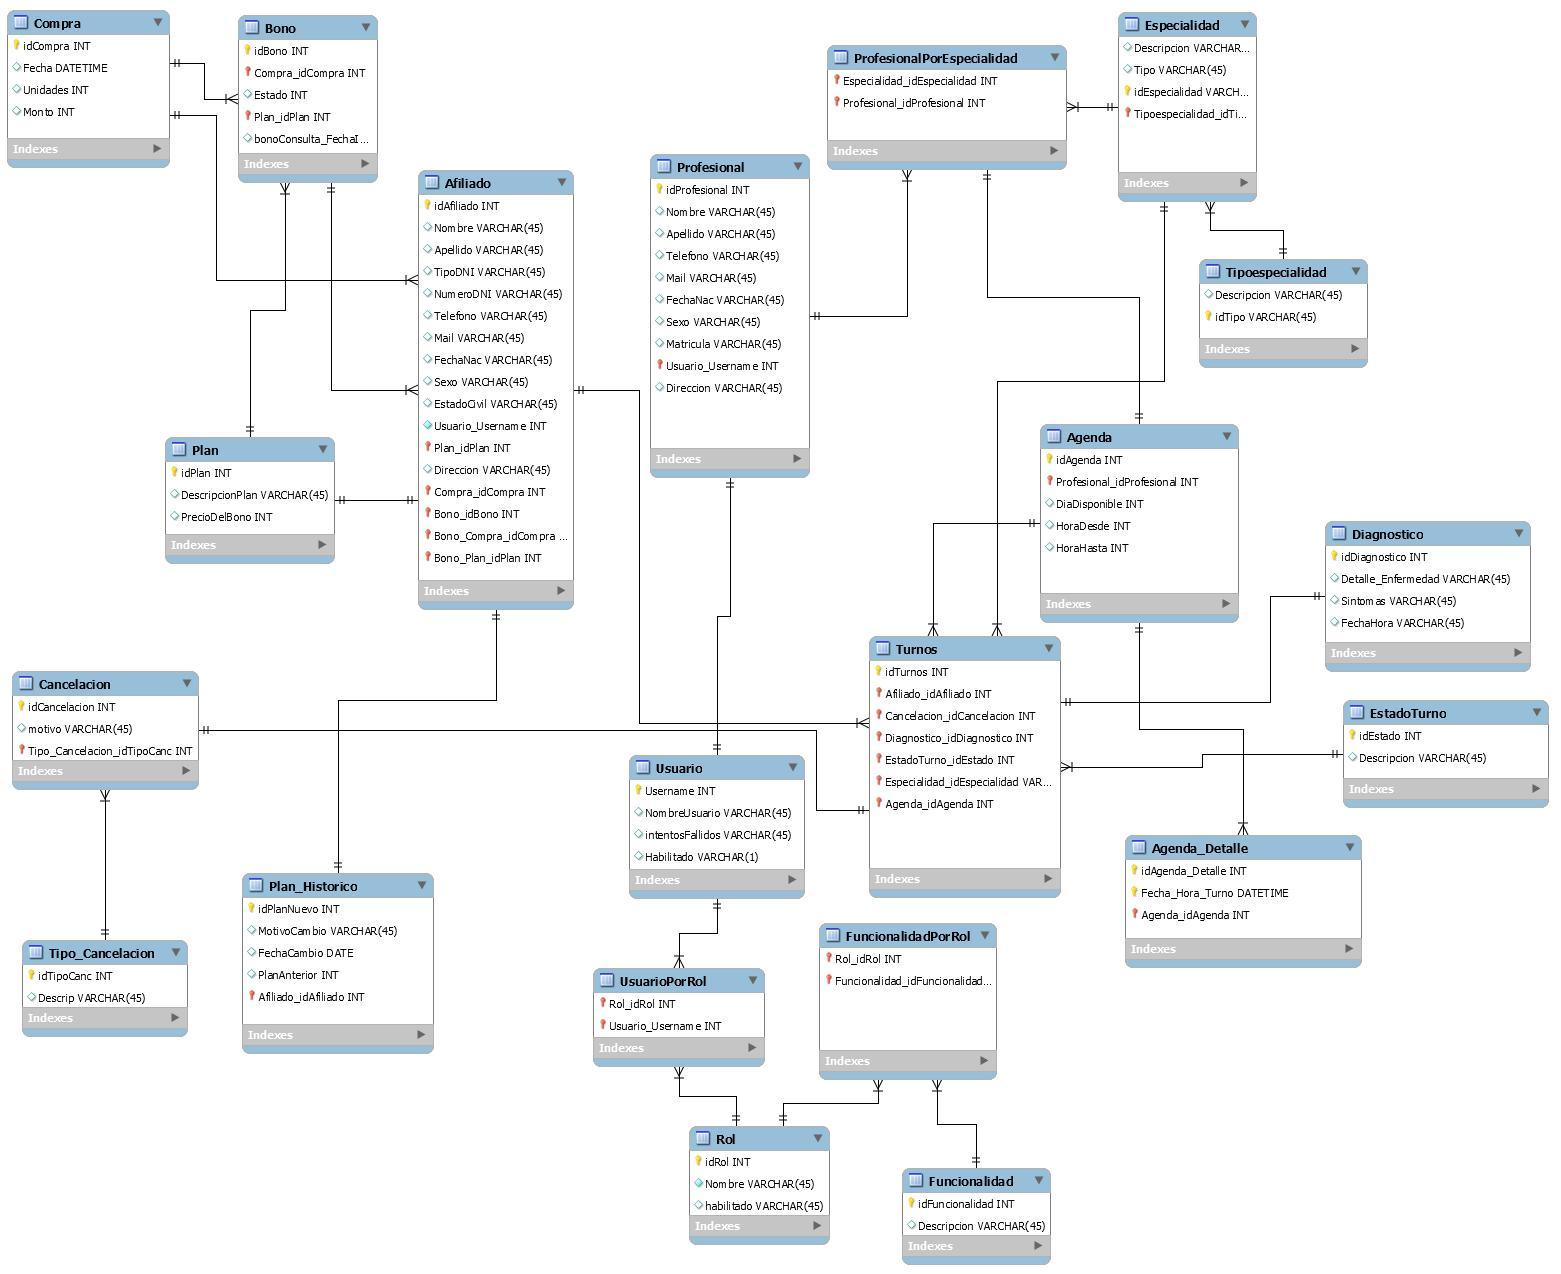 Compra
idCompra INT
Fecha DATETIME
Unidades INT
Monto INT
Indexes
Bono
idBono INT
Compra_idCompra INT
Estado INT
Plan_idPlan INT
bonoConsulta_FechaI...
Indexes
Afiliado
idAfiliado INT
Nombre VARCHAR(45)
Apellido VARCHAR(45)
TipoDNI VARCHAR(45)
NumeroDNI VARCHAR(45)
Telefono VARCHAR(45)
Mail VARCHAR(45)
FechaNac VARCHAR(45)
Sexo VARCHAR(45)
EstadoCivil VARCHAR(45)
Usuario_Username INT
Plan_idPlan INT
Direccion VARCHAR(45)
Compra_idCompra INT
Bono_idBono INT
Bono_Compra_idCompra ...
Bono_Plan_idPlan INT
Indexes
Profesional
idProfesional INT
Nombre VARCHAR(45)
Apellido VARCHAR(45)
Telefono VARCHAR(45)
Mail VARCHAR(45)
FechaNac VARCHAR(45)
Sexo VARCHAR(45)
Matricula VARCHAR(45)
Usuario_Username INT
Direccion VARCHAR(45)
Indexes
ProfesionalPorEspecialidad
Especialidad_idEspecialidad INT
Profesional_idProfesional INT
Indexes
Especialidad
Descripcion VARCHAR...
Tipo VARCHAR(45)
idEspecialidad VARCH...
Tipoespecialidad_idTi...
Indexes
Tipoespecialidad
Descripcion VARCHAR(45)
idTipo VARCHAR(45)
Indexes
Plan
idPlan INT
DescripcionPlan VARCHAR(45)
PrecioDelBono INT
Indexes
Agenda
idAgenda INT
Profesional_idProfesional INT
DiaDisponible INT
HoraDesde INT
HoraHasta INT
Indexes
Diagnostico
idDiagnostico INT
Detalle_Enfermedad VARCHAR(45)
Sintomas VARCHAR(45)
FechaHora VARCHAR(45)
Indexes
Turnos
idTurnos INT
Afiliado_idAfiliado INT
Cancelacion_idCancelacion INT
Diagnostico_idDiagnostico INT
EstadoTurno_idEstado INT
Especialidad_idEspecialidad VAR...
Agenda_idAgenda INT
Indexes
Cancelacion
idCancelacion INT
motivo VARCHAR(45)
Tipo_Cancelacion_idTipoCanc INT
Indexes
EstadoTurno
idEstado INT
Descripcion VARCHAR(45)
Indexes
Usuario
Username INT
NombreUsuario VARCHAR(45)
intentosFallidos VARCHAR(45)
Habilitado VARCHAR(1)
Indexes
Agenda_Detalle
idAgenda_Detalle INT
Fecha_Hora_Turno DATETIME
Agenda_idAgenda INT
Indexes
Plan_Historico
idPlanNuevo INT
MotivoCambio VARCHAR(45)
FechaCambio DATE
PlanAnterior INT
Afiliado_idAfiliado INT
Indexes
Tipo_Cancelacion
idTipoCanc INT
Descrip VARCHAR(45)
Indexes
UsuarioPorRol
Rol_idRol INT
Usuario_Username INT
Indexes
FuncionalidadPorRol
Rol_idRol INT
Funcionalidad_idFuncionalidad...
Indexes
Rol
idRol INT
Nombre VARCHAR(45)
habilitado VARCHAR(45)
Indexes
Funcionalidad
idFuncionalidad INT
Descripcion VARCHAR(45)
Indexes